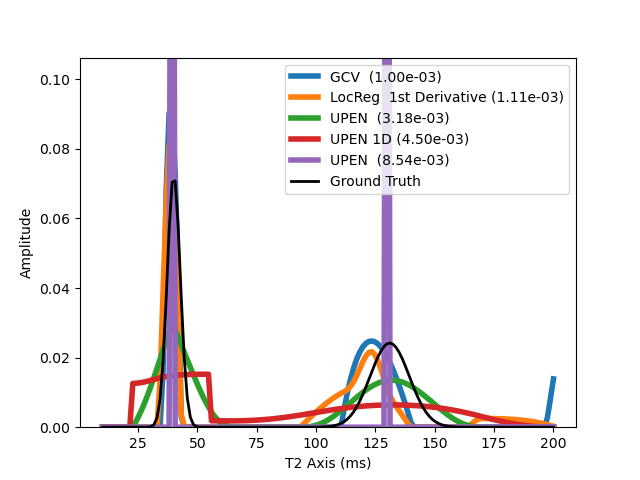 0.10
0.08
0.06
0.04
0.02
0.00
Amplitude
GCV  (1.00e-03)
LocReg  1st Derivative (1.11e-03)
UPEN  (3.18e-03)
UPEN 1D (4.50e-03)
UPEN  (8.54e-03)
Ground Truth
25 50 75 100 125 150 175 200
T2 Axis (ms)